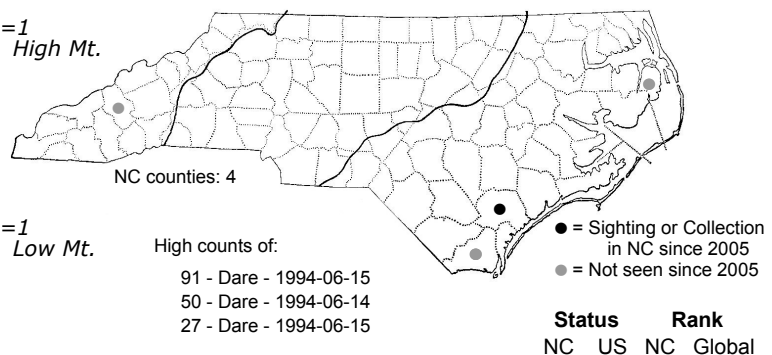 =1
High Mt.
NC counties: 4
=1
Low Mt.
High counts of:
91 - Dare - 1994-06-15
50 - Dare - 1994-06-14
27 - Dare - 1994-06-15
● = Sighting or Collection
in NC since 2005
● = Not seen since 2005
Status Rank
NC US NC Global